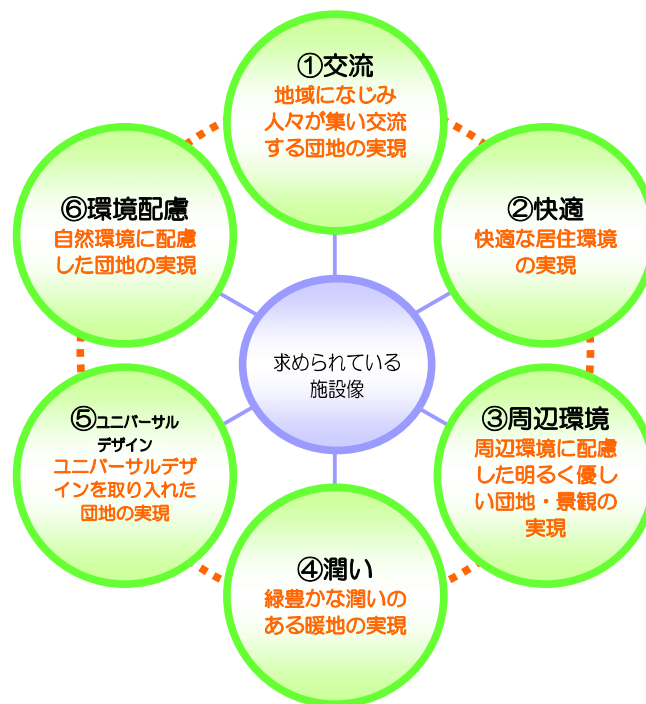 ①交流
地域になじみ
人々が集い交流
する団地の実現
②快適
快適な居住環境
の実現
③周辺環境
周辺環境に配慮
した明るく優し
い団地・景観の
実現
④潤い
緑豊かな潤いの
ある暖地の実現
⑤ユニバーサル
デザイン
ユニバーサルデザ
インを取り入れた
団地の実現
⑥環境配慮
自然環境に配慮
した団地の実現
求められている
施設像